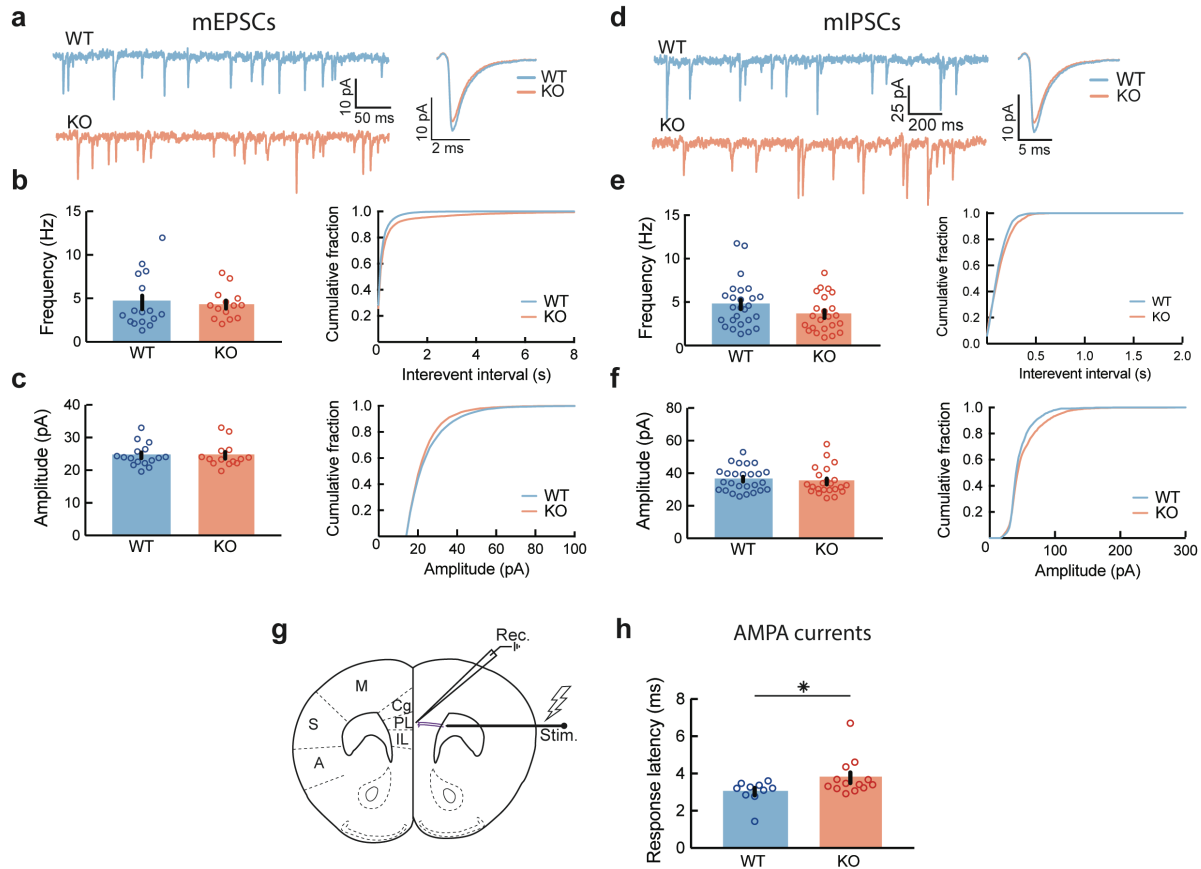 a
mEPSCs
WT
KO
10 pA
50 ms
WT
KO
10 pA
2 ms
b
Frequency (Hz)
15
10
5
0
WT
KO
Cumulative fraction
1.0
0.8
0.6
0.4
0.2
0
2
4
6
8
Interevent interval (s)
WT
KO
c
Amplitude (pA)
40
30
20
10
0
WT
KO
Cumulative fraction
1.0
0.8
0.6
0.4
0.2
0
20
40
60
80
100
Amplitude (pA)
WT
KO
d
mIPSCs
WT
KO
25 pA
200 ms
WT
KO
10 pA
5 ms
e
Frequency (Hz)
15
10
5
0
WT
KO
Cumulative fraction
1.0
0.8
0.6
0.4
0.2
0.0
0.5
1.0
1.5
2.0
Interevent interval (s)
WT
KO
f
Amplitude (pA)
80
60
40
20
0
WT
KO
Cumulative fraction
1.0
0.8
0.6
0.4
0.2
0
100
200
300
Amplitude (pA)
WT
KO
g
Rec.
M
Cg
S
PL
IL
A
Stim.
h
AMPA currents
Response latency (ms)
8
6
4
2
0
*
WT
KO